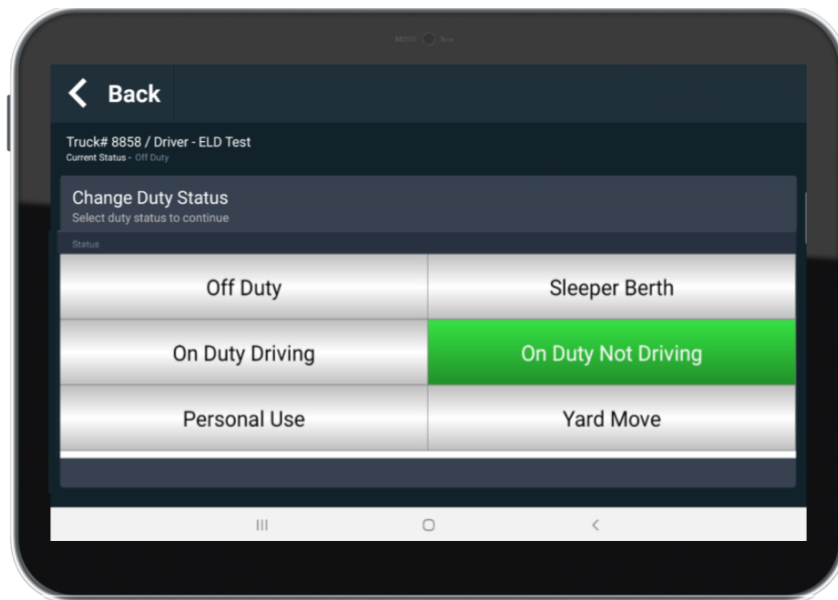 Back
Truck# 8858 / Driver - ELD Test
Current Status - Off Duty
Change Duty Status
Select duty status to continue
Status
Off Duty
Sleeper Berth
On Duty Driving
On Duty Not Driving
Personal Use
Yard Move